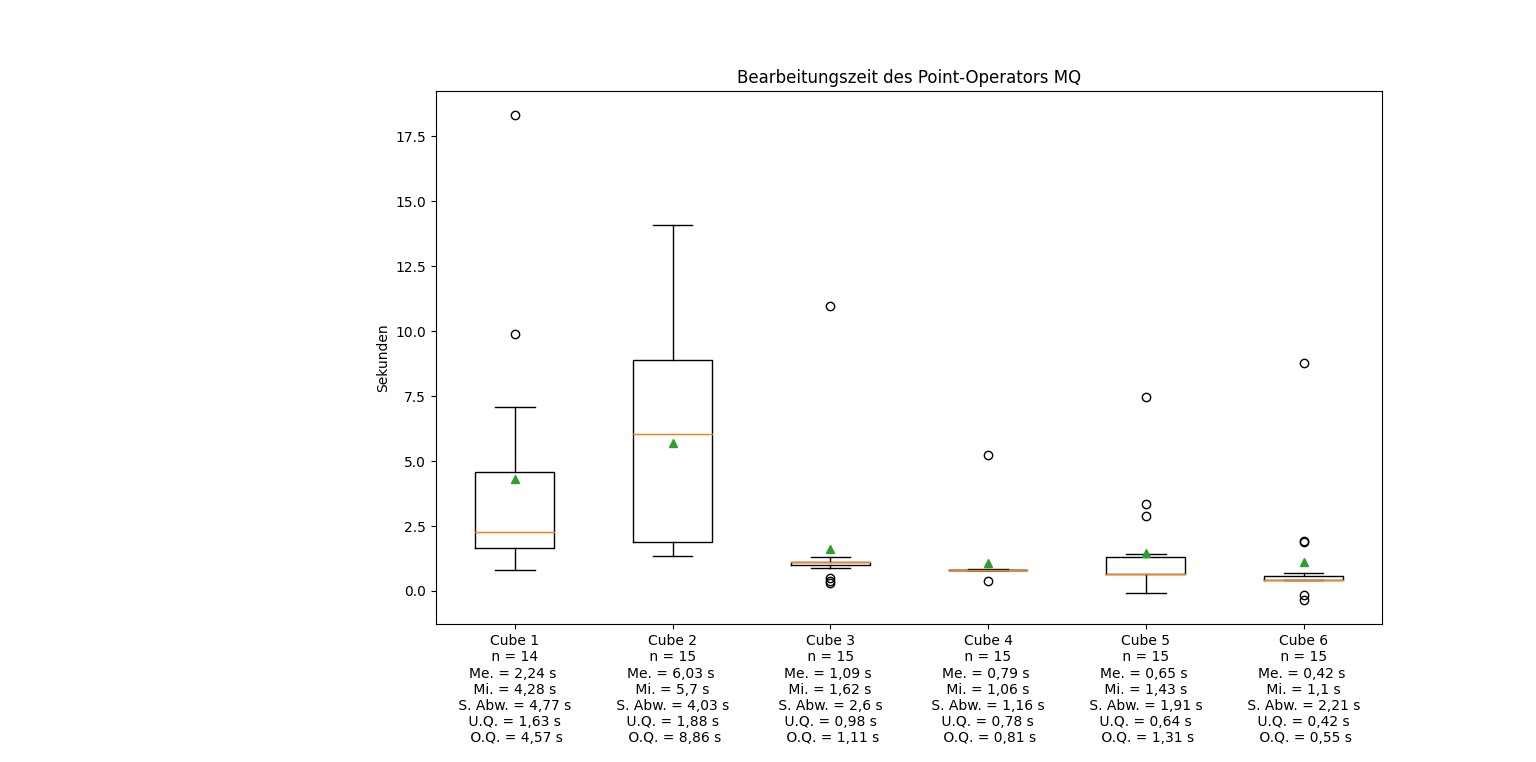 Bearbeitungszeit des Point-Operators MQ
Sekunden
17.5
15.0
12.5
10.0
7.5
5.0
2.5
0.0
Cube 1 Cube 2 Cube 3 Cube 4 Cube 5 Cube 6
n = 14 n = 15 n = 15 n = 15 n = 15 n = 15
Me. = 2,24 s Me. = 6,03 s Me. = 1,09 s Me. = 0,79 s Me. = 0,65 s Me. = 0,42 s
Mi. = 4,28 s Mi. = 5,7 s Mi. = 1,62 s Mi. = 1,06 s Mi. = 1,43 s Mi. = 1,1 s
S. Abw. = 4,77 s S. Abw. = 4,03 s S. Abw. = 2,6 s S. Abw. = 1,16 s S. Abw. = 1,91 s S. Abw. = 2,21 s
U.Q. = 1,63 s U.Q. = 1,88 s U.Q. = 0,98 s U.Q. = 0,78 s U.Q. = 0,64 s U.Q. = 0,42 s
O.Q. = 4,57 s O.Q. = 8,86 s O.Q. = 1,11 s O.Q. = 0,81 s O.Q. = 1,31 s O.Q. = 0,55 s